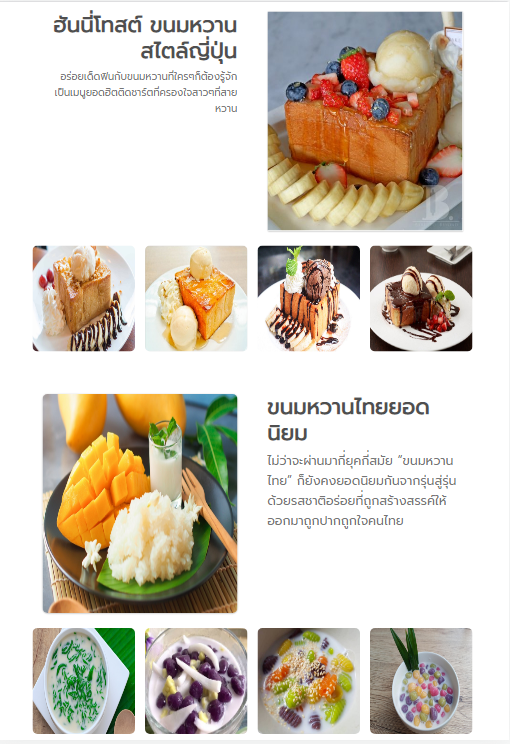 ฮันนี่โทสต์ ขนมหวาน
สไตล์ญี่ปุ่น
อร่อยเด็ดฟินกับขนมหวานที่ใครๆก็ต้องรู้จัก
เป็นเมนูยอดฮิตติดชาร์ตที่ครองใจสาวๆที่สาย
หวาน
ขนมหวานไทยยอด
นิยม
ไม่ว่าจะผ่านมากี่ยุคกี่สมัย “ขนมหวาน
ไทย” ก็ยังคงยอดนิยมกันจากรุ่นสู่รุ่น
ด้วยรสชาติอร่อยที่ถูกสร้างสรรค์ให้
ออกมาถูกปากถูกใจคนไทย